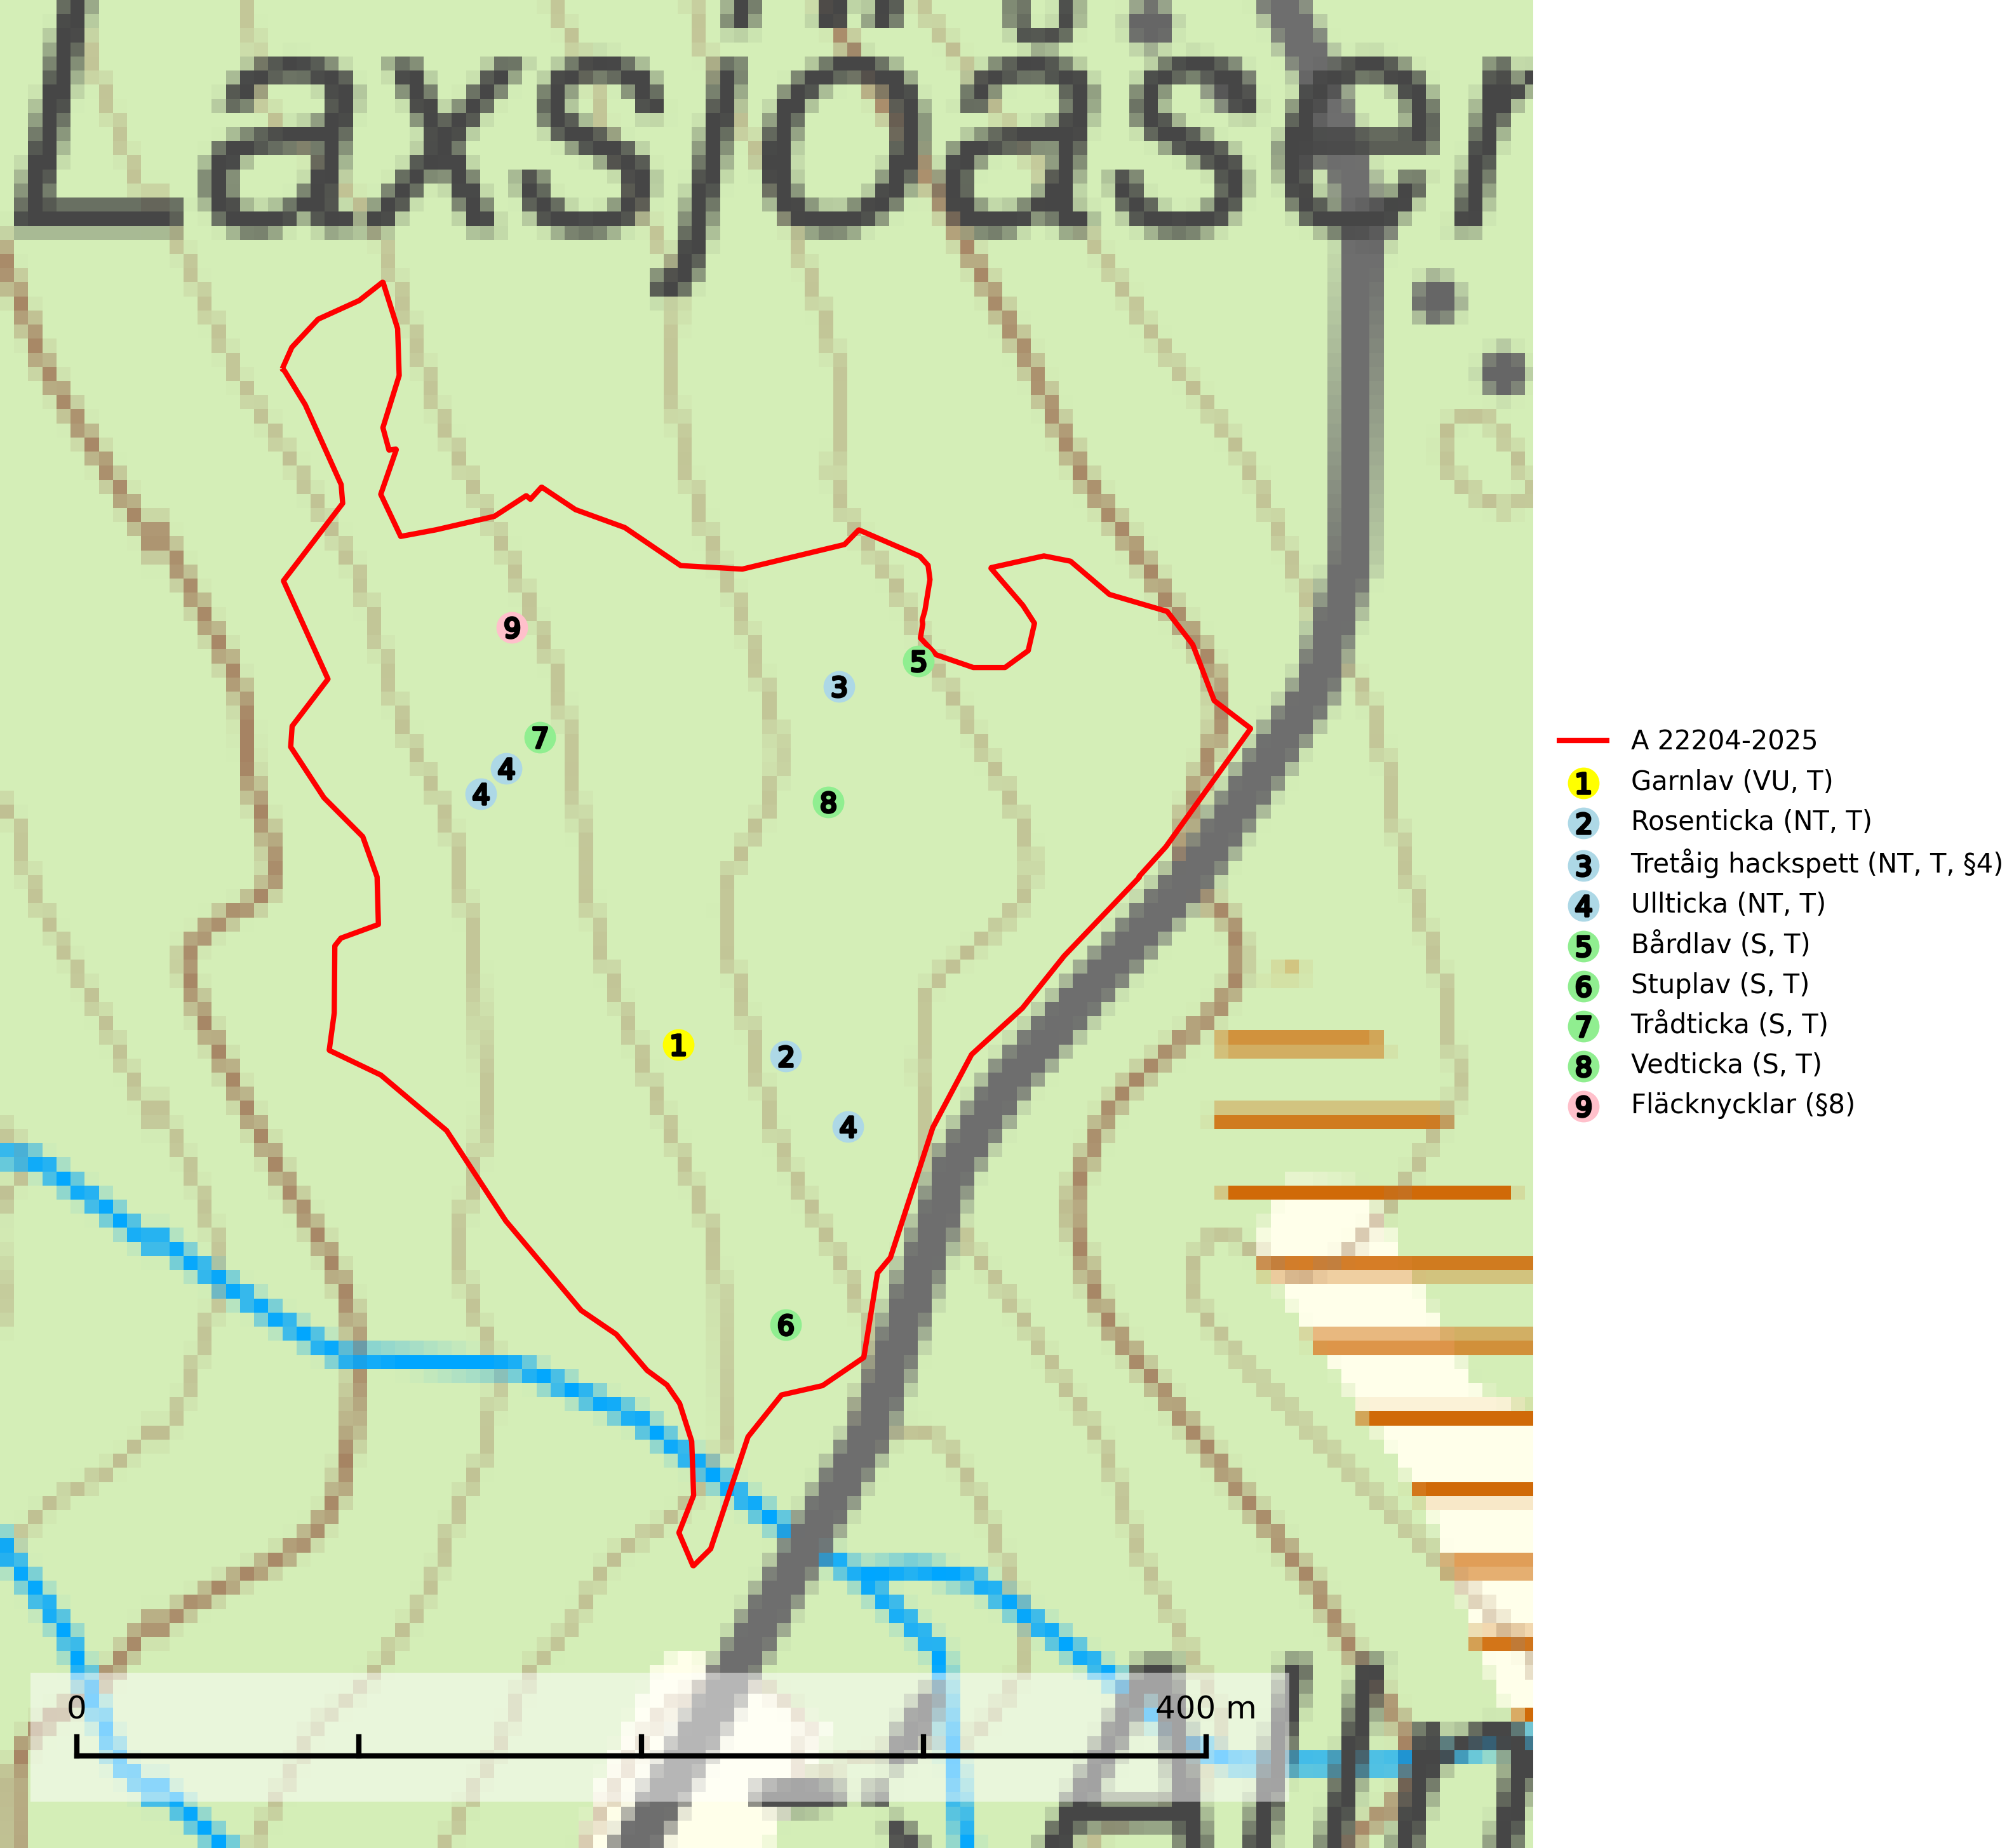 Laxsjöåser
9
5
3
7
4
4
8
1
2
4
6
0
400 m
A 22204-2025
1 Garnlav (VU, T)
2 Rosenticka (NT, T)
3 Tretåig hackspett (NT, T, §4)
4 Ullticka (NT, T)
5 Bårdlav (S, T)
6 Stuplav (S, T)
7 Trådticka (S, T)
8 Vedticka (S, T)
9 Fläcknycklar (§8)